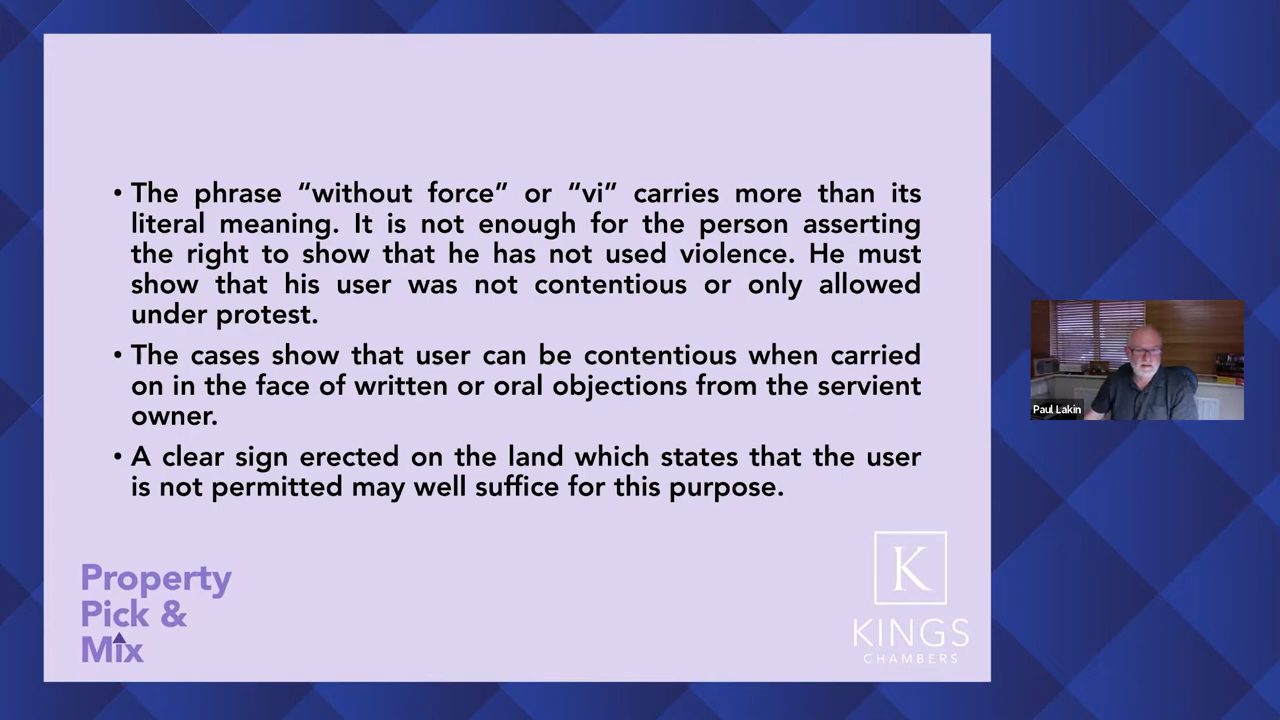 • The phrase “without force” or “vi” carries more than its
literal meaning. It is not enough for the person asserting
the right to show that he has not used violence. He must
show that his user was not contentious or only allowed
under protest.
• The cases show that user can be contentious when carried
on in the face of written or oral objections from the servient
owner.
• A clear sign erected on the land which states that the user
is not permitted may well suffice for this purpose.
Property
Pick &
Mix
K
KINGS
CHAMBERS
Paul Lakin